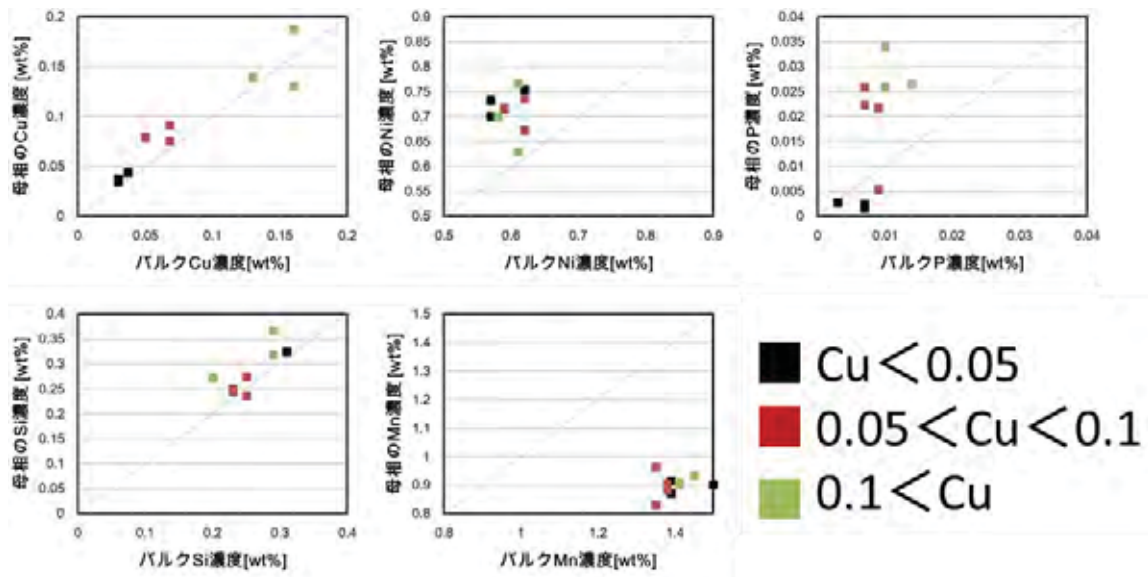 母相のCu濃度 [wt%]
0.2
0.15
0.1
0.05
0
0 0.05 0.1 0.15 0.2
バルクCu濃度[wt%]
母相のNi濃度 [wt%]
0.9
0.85
0.8
0.75
0.7
0.65
0.6
0.55
0.5
0.5 0.6 0.7 0.8 0.9
バルクNi濃度[wt%]
母相のP濃度 [wt%]
0.04
0.035
0.03
0.025
0.02
0.015
0.01
0.005
0
0 0.01 0.02 0.03 0.04
バルクP濃度[wt%]
母相のSi濃度 [wt%]
0.4
0.35
0.3
0.25
0.2
0.15
0.1
0.05
0
0 0.1 0.2 0.3 0.4
バルクSi濃度[wt%]
母相のMn濃度 [wt%]
1.5
1.4
1.3
1.2
1.1
1
0.9
0.8
0.8 1 1.2 1.4
バルクMn濃度[wt%]
Cu＜0.05
0.05＜Cu＜0.1
0.1＜Cu